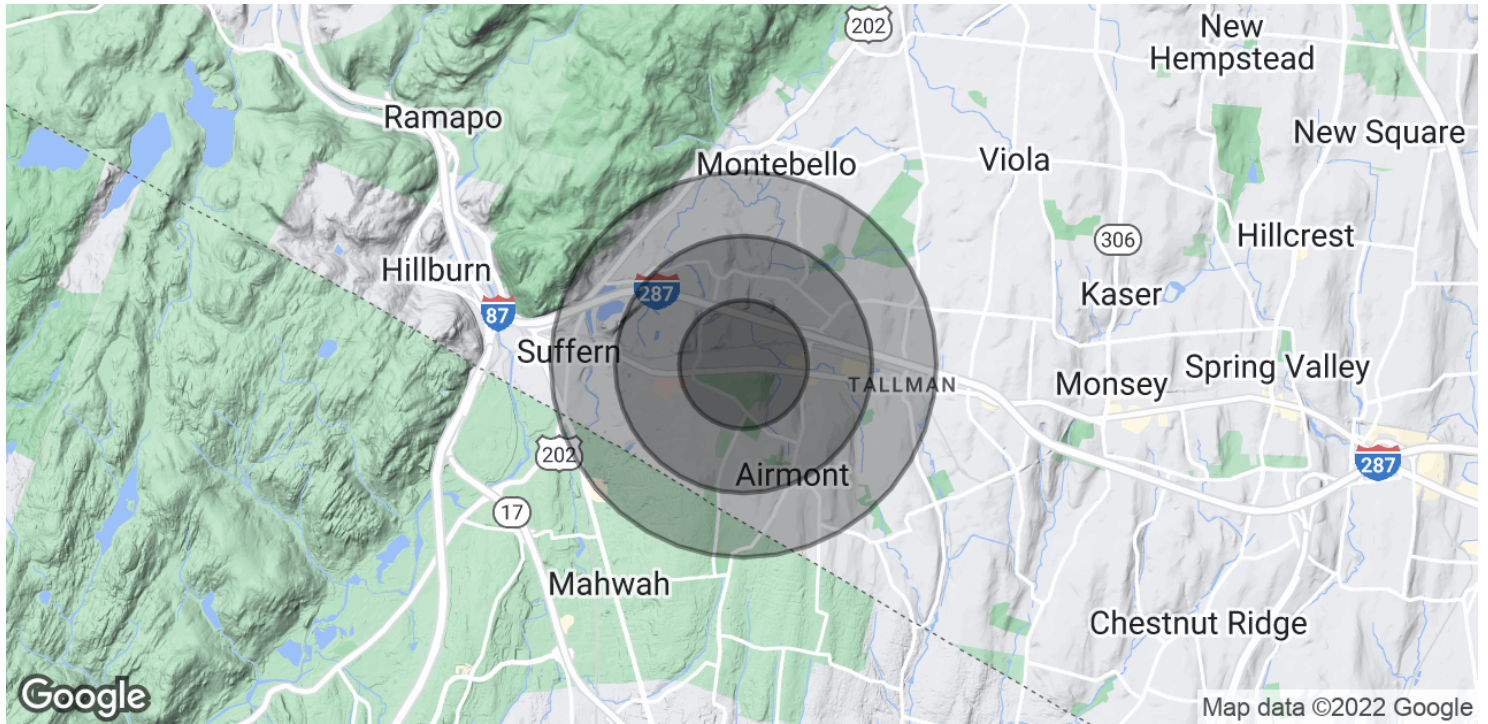 202
New
Hempstead
Ramapo
New Square
Montebello
Viola
306
Hillcrest
Hillburn
287
Kaser
87
Suffern
Spring Valley
TALLMAN
Monsey
202
Airmont
287
17
Mahwah
Chestnut Ridge
Google
Map data ©2022 Google